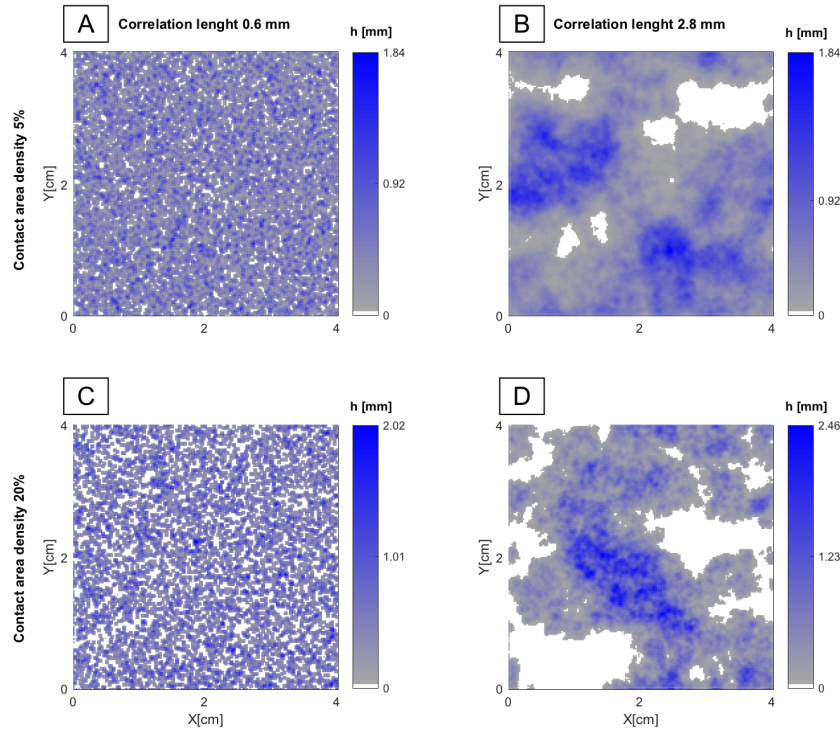 A
Correlation lenght 0.6 mm
B
Correlation lenght 2.8 mm
h [mm]
h [mm]
Contact area density 5%
4
2
0
Y[cm]
0
2
4
1.84
0.92
0
4
2
0
Y[cm]
0
2
4
1.84
0.92
0
C
D
h [mm]
h [mm]
Contact area density 20%
4
2
0
Y[cm]
0
2
4
X[cm]
2.02
1.01
0
4
2
0
Y[cm]
0
2
4
X[cm]
2.46
1.23
0